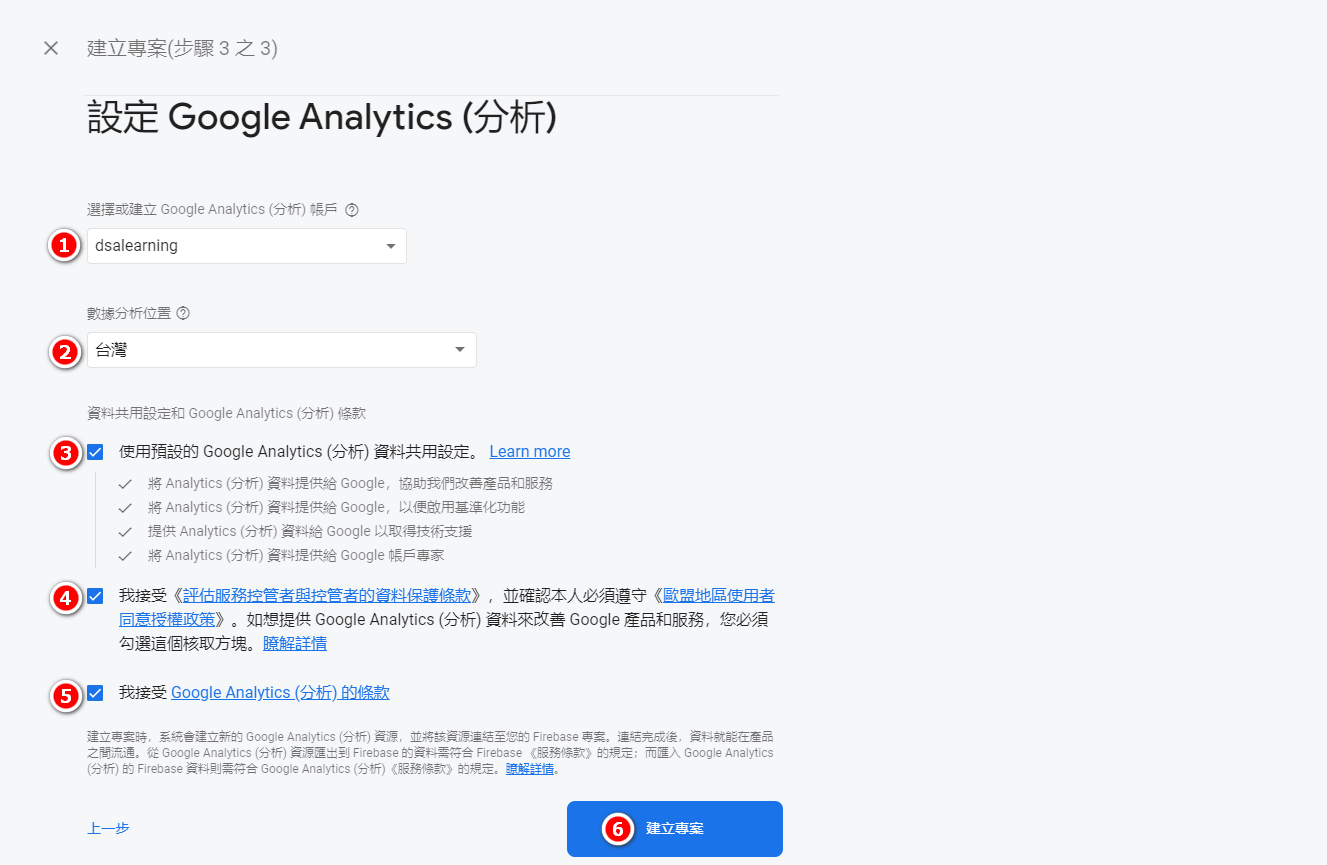 建立專案(步驟 3 之 3)
設定 Google Analytics (分析)
選擇或建立 Google Analytics (分析) 帳戶
1 dsalearning
數據分析位置
2 台灣
資料共用設定和 Google Analytics (分析) 條款
3 使用預設的 Google Analytics (分析) 資料共用設定。 Learn more
將 Analytics (分析) 資料提供給 Google，協助我們改善產品和服務
將 Analytics (分析) 資料提供給 Google，以便啟用基準化功能
提供 Analytics (分析) 資料給 Google 以取得技術支援
將 Analytics (分析) 資料提供給 Google 帳戶專家
4 我接受《評估服務控管者與控管者的資料保護條款》，並確認本人必須遵守《歐盟地區使用者
同意授權政策》。如想提供 Google Analytics (分析) 資料來改善 Google 產品和服務，您必須
勾選這個核取方塊。瞭解詳情
5 我接受 Google Analytics (分析) 的條款
建立專案時，系統會建立新的 Google Analytics (分析) 資源，並將該資源連結至您的 Firebase 專案。連結完成後，資料就能在產品
之間流通。從 Google Analytics (分析) 資源匯出到 Firebase 的資料需符合 Firebase 《服務條款》的規定；而匯入 Google Analytics
(分析) 的 Firebase 資料則需符合 Google Analytics (分析)《服務條款》的規定。瞭解詳情。
上一步
6 建立專案